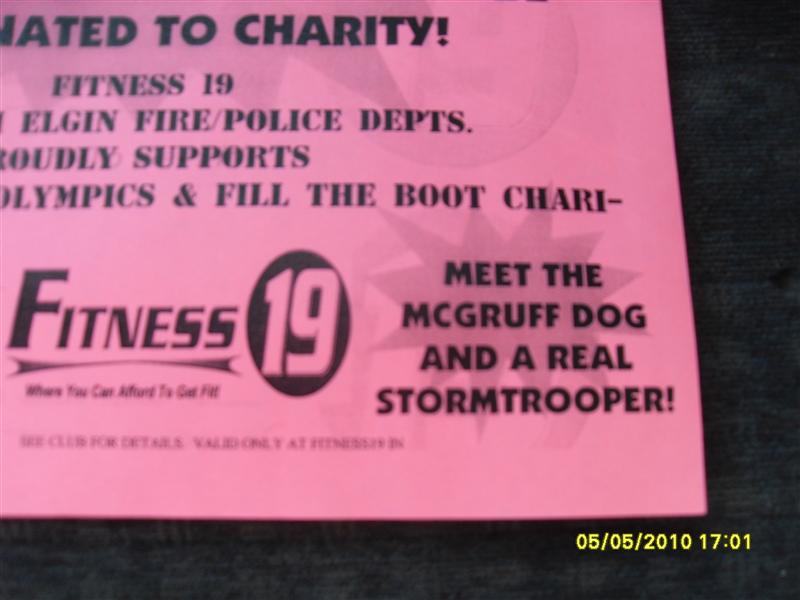 NATED TO CHARITY!
FITNESS 19
ELGIN FIRE/POLICE DEPTS.
ROUDLY SUPPORTS
OLYMPICS & FILL THE BOOT CHARI-
FITNESS 19
Where You Can Afford To Get Fit!
MEET THE
MCGRUFF DOG
AND A REAL
STORMTROOPER!
SEE CLUB FOR DETAILS. VALID ONLY AT FITNESS19 IN
05/05/2010 17:01